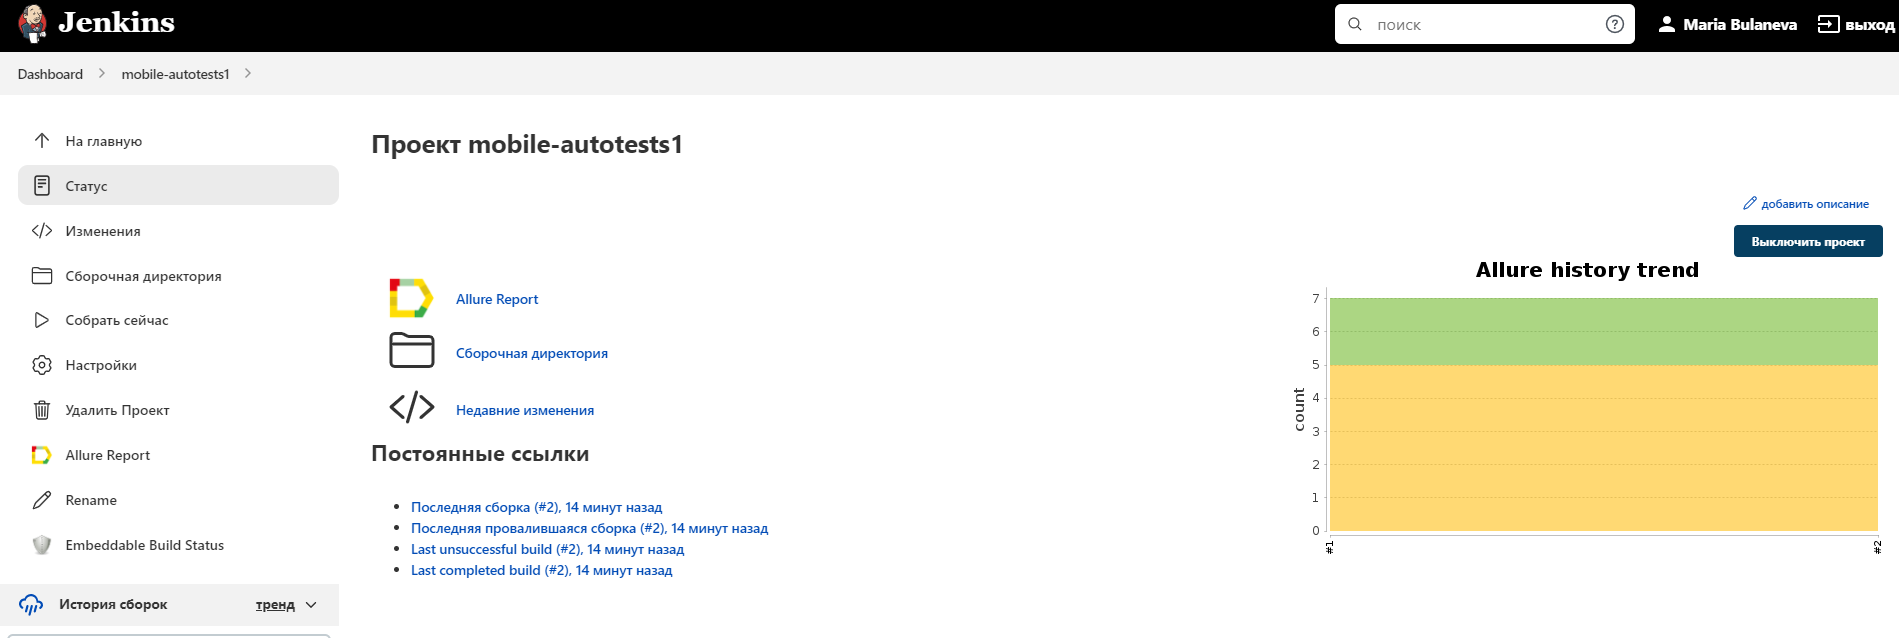 Jenkins
поиск
Maria Bulaneva
выход
Dashboard
mobile-autotests1
На главную
Статус
Изменения
Сборочная директория
Собрать сейчас
Настройки
Удалить Проект
Allure Report
Rename
Embeddable Build Status
История сборок
тренд
Проект mobile-autotests1
добавить описание
Выключить проект
Allure Report
Сборочная директория
Недавние изменения
Постоянные ссылки
Последняя сборка (#2), 14 минут назад
Последняя провалившаяся сборка (#2), 14 минут назад
Last unsuccessful build (#2), 14 минут назад
Last completed build (#2), 14 минут назад
Allure history trend
count
7
6
5
4
3
2
1
0
#1
#2